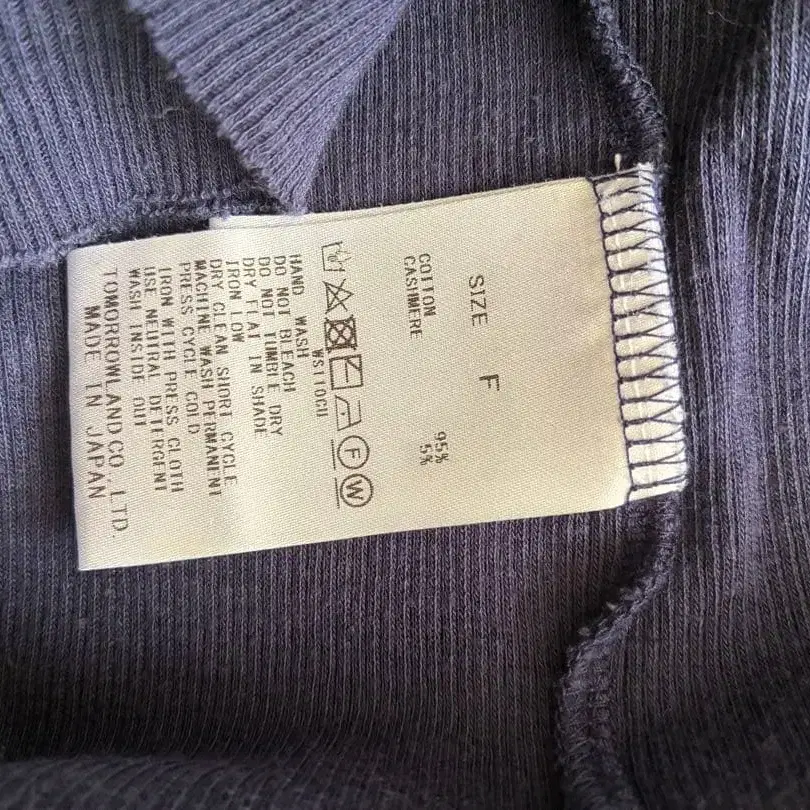 SIZE F
COTTON 95%
CASHMERE 5%
F W
WS110CU
HAND WASH
DO NOT BLEACH
DO NOT TUMBLE DRY
DRY FLAT IN SHADE
IRON LOW
DRY CLEAN SHORT CYCLE
MACHINE WASH PERMANENT
PRESS CYCLE COLD
IRON WITH PRESS CLOTH
USE NEUTRAL DETERGENT
WASH INSIDE OUT
TOMORROWLAND CO., LTD.
MADE IN JAPAN